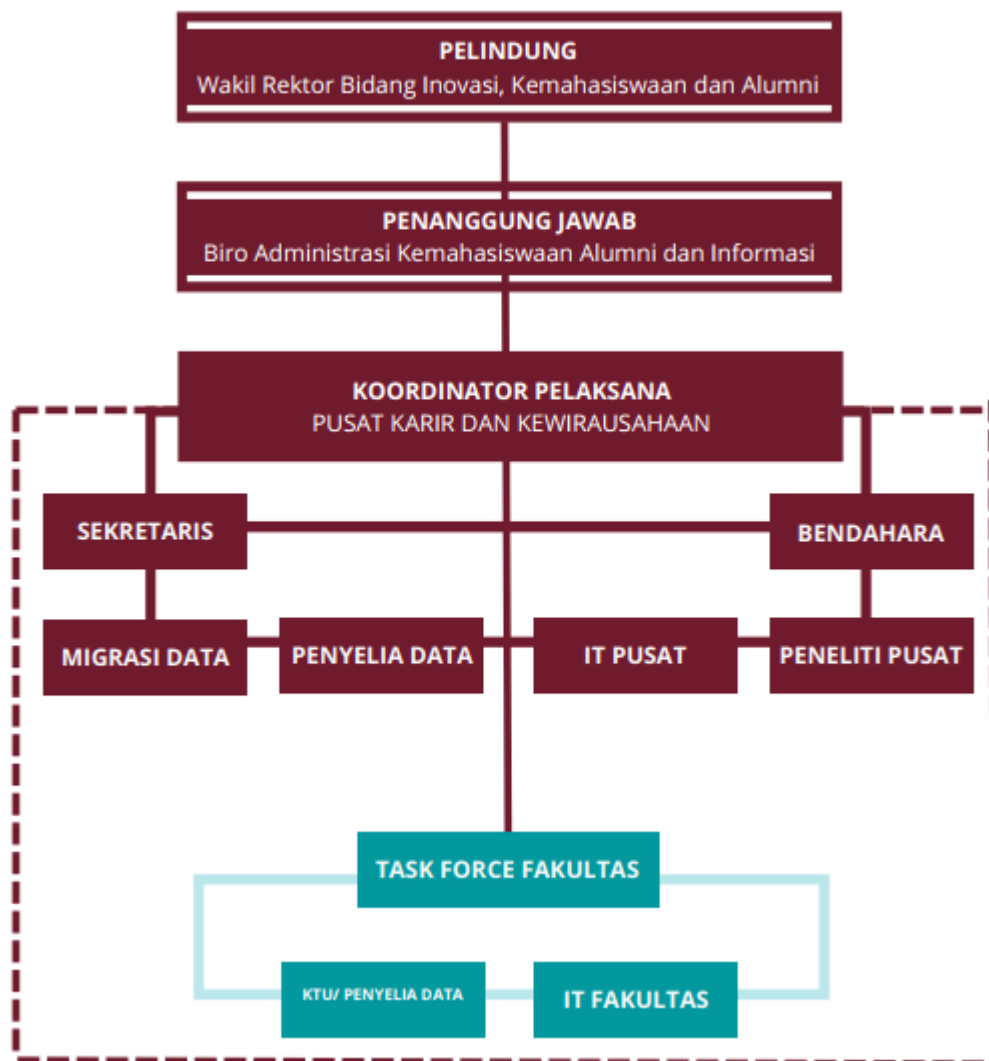 PELINDUNG
Wakil Rektor Bidang Inovasi, Kemahasiswaan dan Alumni
PENANGGUNG JAWAB
Biro Administrasi Kemahasiswaan Alumni dan Informasi
KOORDINATOR PELAKSANA
PUSAT KARIR DAN KEWIRAUSAHAAN
SEKRETARIS
BENDAHARA
MIGRASI DATA
PENYELIA DATA
IT PUSAT
PENELITI PUSAT
TASK FORCE FAKULTAS
KTU/ PENYELIA DATA
IT FAKULTAS